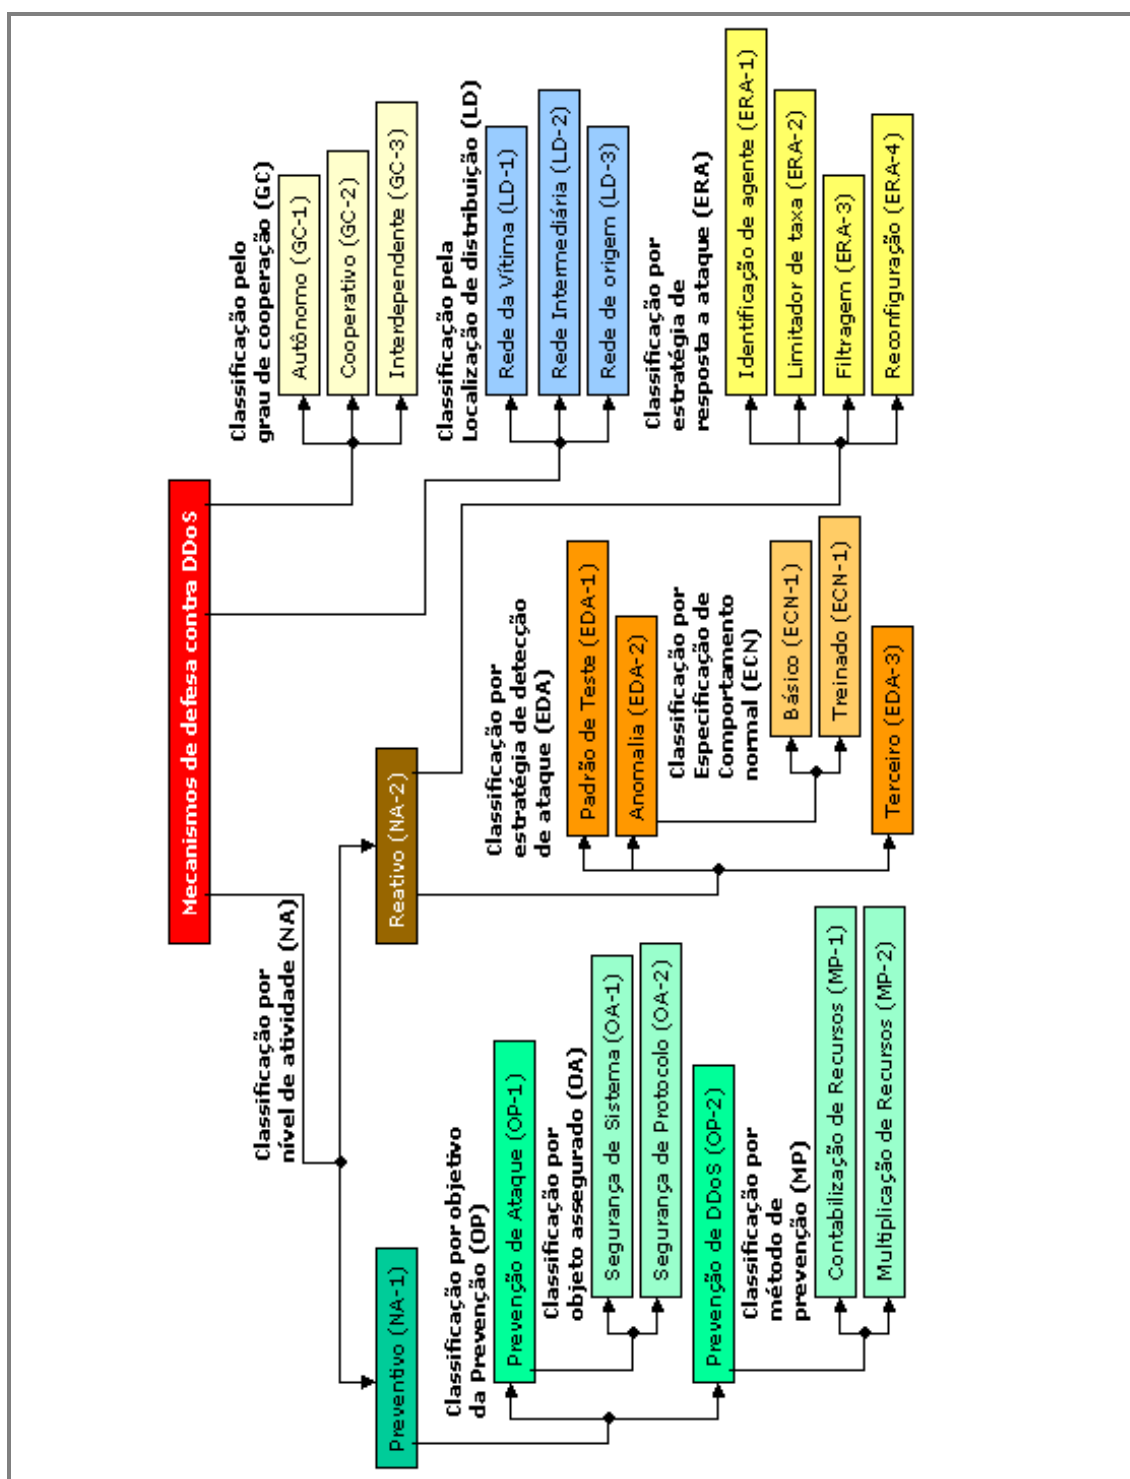 Mecanismos de defesa contra DDoS
Classificação por
nível de atividade (NA)
Preventivo (NA-1)
Classificação por objetivo
da Prevenção (OP)
Prevenção de Ataque (OP-1)
Classificação por
objeto assegurado (OA)
Segurança de Sistema (OA-1)
Segurança de Protocolo (OA-2)
Prevenção de DDoS (OP-2)
Classificação por
método de
prevenção (MP)
Contabilização de Recursos (MP-1)
Multiplicação de Recursos (MP-2)
Reativo (NA-2)
Classificação por
estratégia de detecção
de ataque (EDA)
Padrão de Teste (EDA-1)
Anomalia (EDA-2)
Classificação por
Especificação de
Comportamento
normal (ECN)
Básico (ECN-1)
Treinado (ECN-1)
Terceiro (EDA-3)
Classificação pelo
grau de cooperação (GC)
Autônomo (GC-1)
Cooperativo (GC-2)
Interdependente (GC-3)
Classificação pela
Localização de distribuição (LD)
Rede da Vítima (LD-1)
Rede Intermediária (LD-2)
Rede de origem (LD-3)
Classificação por
estratégia de
resposta a ataque (ERA)
Identificação de agente (ERA-1)
Limitador de taxa (ERA-2)
Filtragem (ERA-3)
Reconfiguração (ERA-4)